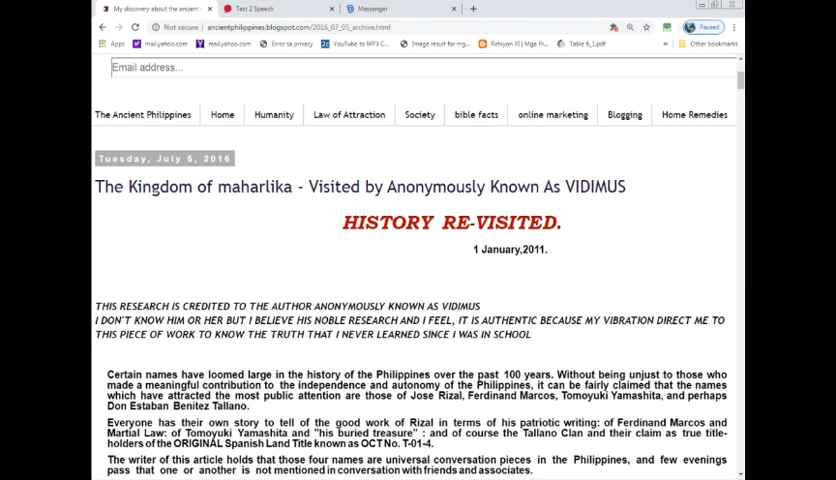 My discovery about the ancient
Text 2 Speech
Messenger
Not secure | ancientphilippines.blogspot.com/2016_07_05_archive.html
Paused
Apps
mail.yahoo.com
mail.yahoo.com
Error sa privacy
YouTube to MP3 C...
Image result for mg...
Rehiyon XI | Mga Pr...
Table 6_1.pdf
»
Other bookmarks
Email address...
The Ancient Philippines
Home
Humanity
Law of Attraction
Society
bible facts
online marketing
Blogging
Home Remedies
Tuesday, July 5, 2016
The Kingdom of maharlika - Visited by Anonymously Known As VIDIMUS
HISTORY RE-VISITED.
1 January,2011.
THIS RESEARCH IS CREDITED TO THE AUTHOR ANONYMOUSLY KNOWN AS VIDIMUS
I DON'T KNOW HIM OR HER BUT I BELIEVE HIS NOBLE RESEARCH AND I FEEL, IT IS AUTHENTIC BECAUSE MY VIBRATION DIRECT ME TO
THIS PIECE OF WORK TO KNOW THE TRUTH THAT I NEVER LEARNED SINCE I WAS IN SCHOOL
Certain names have loomed large in the history of the Philippines over the past 100 years. Without being unjust to those who
made a meaningful contribution to the independence and autonomy of the Philippines, it can be fairly claimed that the names
which have attracted the most public attention are those of Jose Rizal, Ferdinand Marcos, Tomoyuki Yamashita, and perhaps
Don Estaban Benitez Tallano.
Everyone has their own story to tell of the good work of Rizal in terms of his patriotic writing: of Ferdinand Marcos and
Martial Law: of Tomoyuki Yamashita and "his buried treasure" : and of course the Tallano Clan and their claim as true title-
holders of the ORIGINAL Spanish Land Title known as OCT No. T-01-4.
The writer of this article holds that those four names are universal conversation pieces in the Philippines, and few evenings
pass that one or another is not mentioned in conversation with friends and associates.